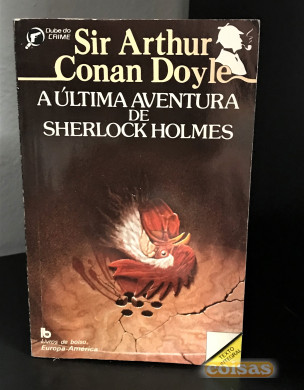 Clube do
CRIME
Sir Arthur
Conan Doyle
A ÚLTIMA AVENTURA
DE
SHERLOCK HOLMES
Livros de bolso
Europa-América
TEXTO
INTEGRAL
coisas